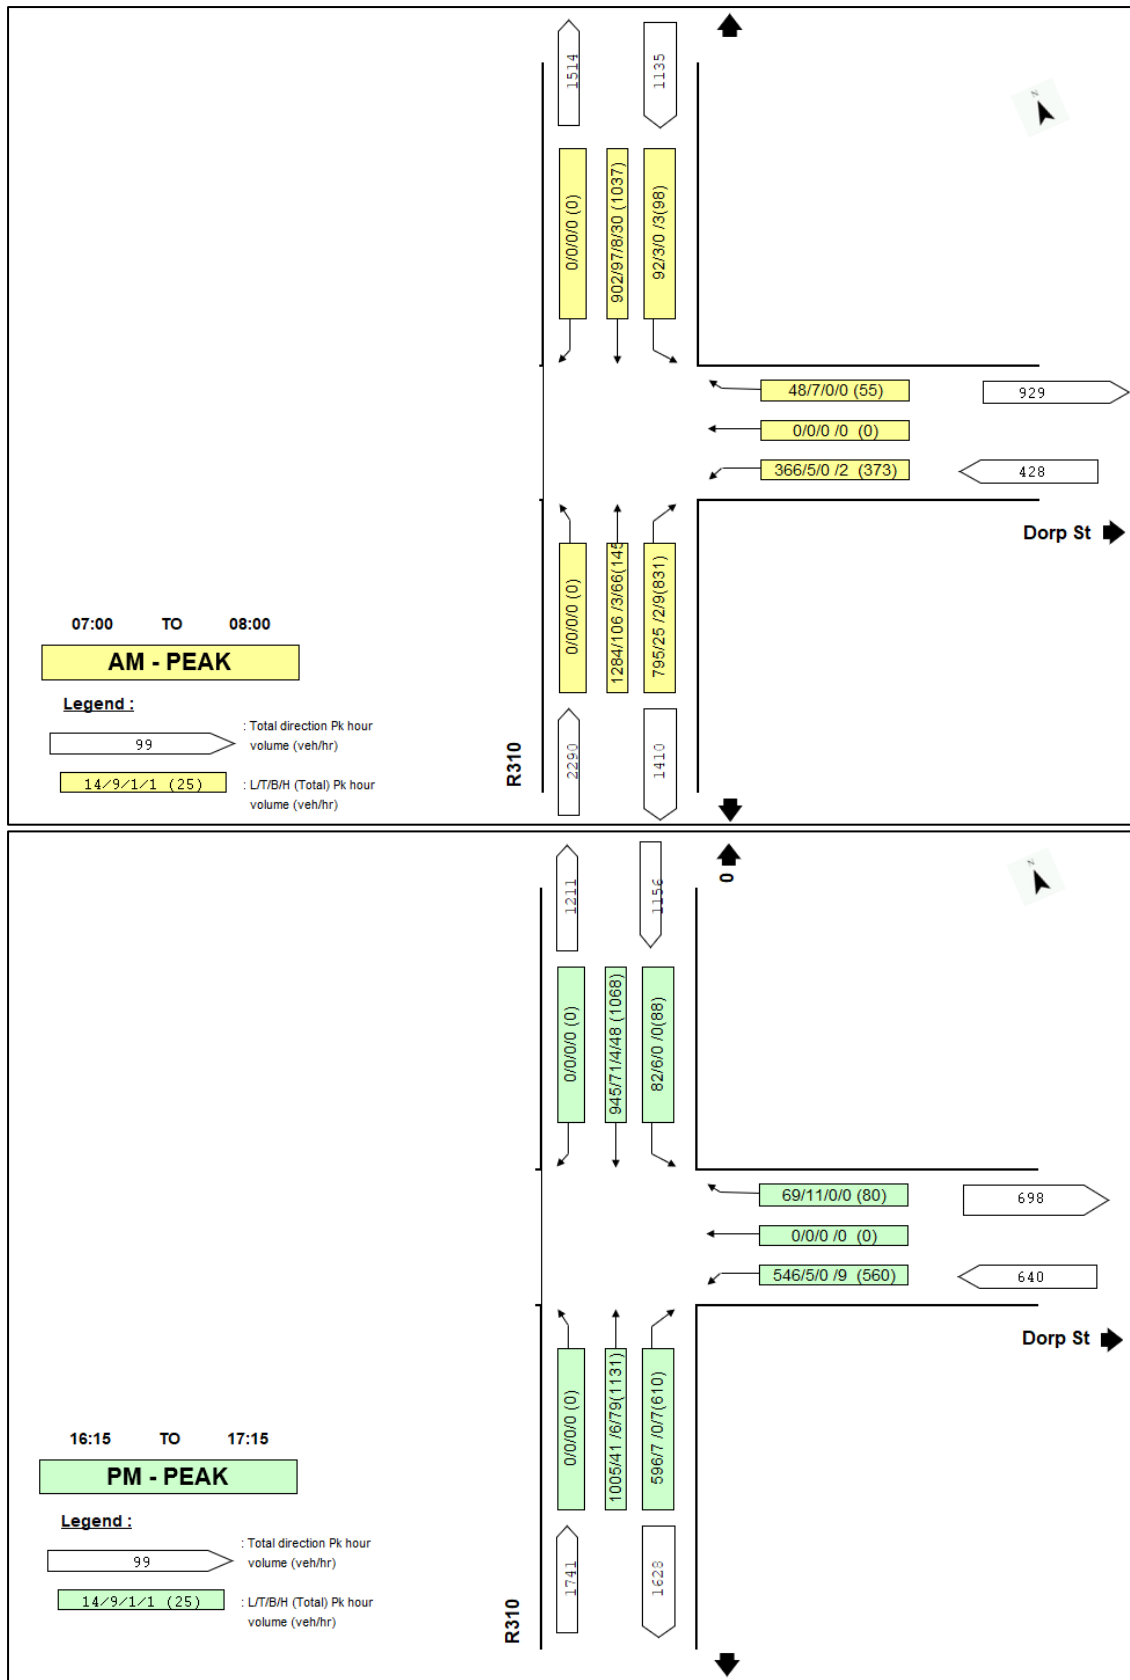 1514
1135
N
0/0/0/0 (0)
902/97/8/30 (1037)
92/3/0 /3(98)
48/7/0/0 (55)
929
0/0/0 /0 (0)
366/5/0 /2 (373)
428
Dorp St
0/0/0/0 (0)
1284/106 /3/66(145
795/25 /2/9(831)
07:00 TO 08:00
AM - PEAK
Legend :
99
: Total direction Pk hour
volume (veh/hr)
14/9/1/1 (25)
: L/T/B/H (Total) Pk hour
volume (veh/hr)
R310
2290
1410
1211
1156
0
N
0/0/0/0 (0)
945/71/4/48 (1068)
82/6/0 /0(88)
69/11/0/0 (80)
698
0/0/0 /0 (0)
546/5/0 /9 (560)
640
Dorp St
0/0/0/0 (0)
1005/41 /6/79(1131)
596/7 /0/7(610)
16:15 TO 17:15
PM - PEAK
Legend :
99
: Total direction Pk hour
volume (veh/hr)
14/9/1/1 (25)
: L/T/B/H (Total) Pk hour
volume (veh/hr)
R310
1741
1628